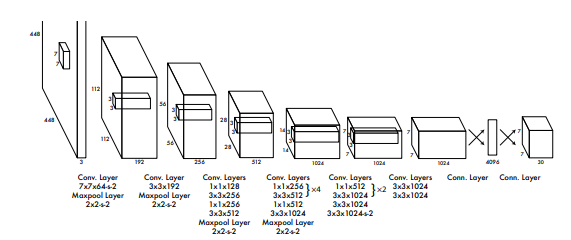 448
7
7
448
3
112
3
3
112
192
56
3
3
56
256
28
3
3
28
512
14
3
3
14
1024
7
3
3
7
1024
7
7
1024
4096
7
7
30
Conv. Layer
7x7x64-s-2
Maxpool Layer
2x2-s-2
Conv. Layer
3x3x192
Maxpool Layer
2x2-s-2
Conv. Layers
1x1x128
3x3x256
1x1x256
3x3x512
Maxpool Layer
2x2-s-2
Conv. Layers
1x1x256
3x3x512
×4
1x1x512
3x3x1024
Maxpool Layer
2x2-s-2
Conv. Layers
1x1x512
3x3x1024
×2
3x3x1024
3x3x1024-s-2
Conv. Layers
3x3x1024
3x3x1024
Conn. Layer
Conn. Layer